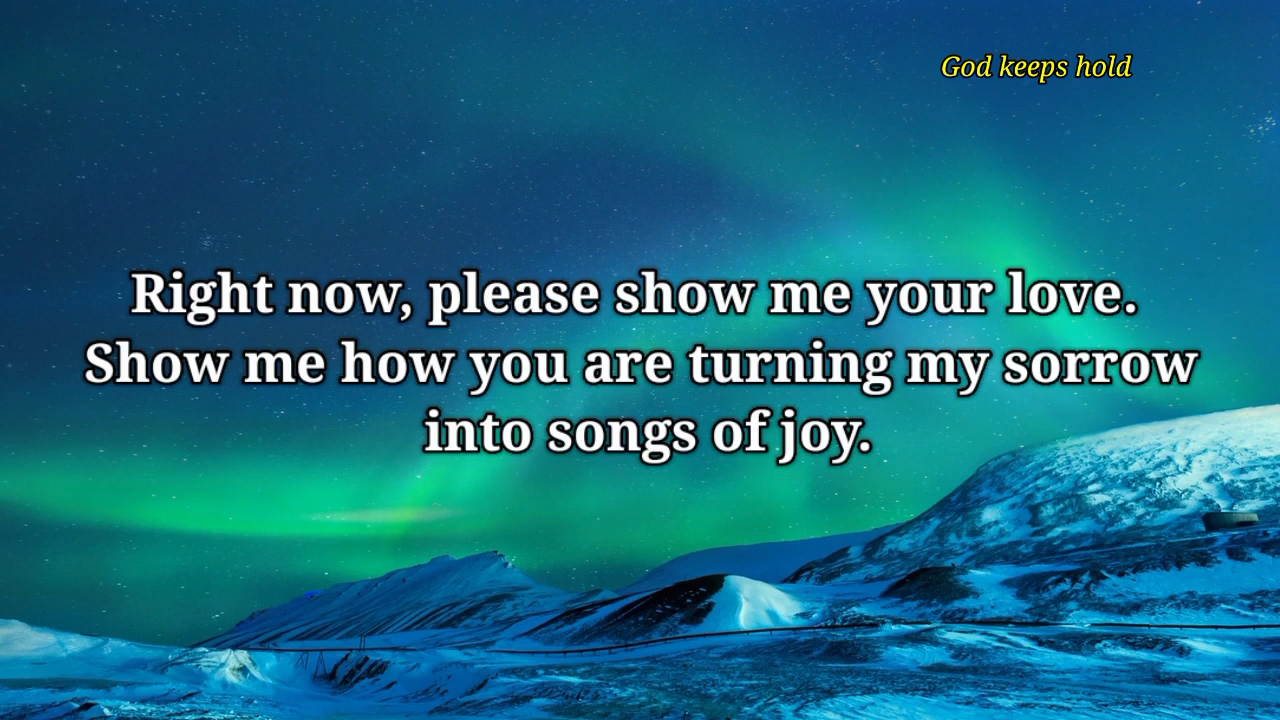 God keeps hold
Right now, please show me your love.
Show me how you are turning my sorrow
into songs of joy.